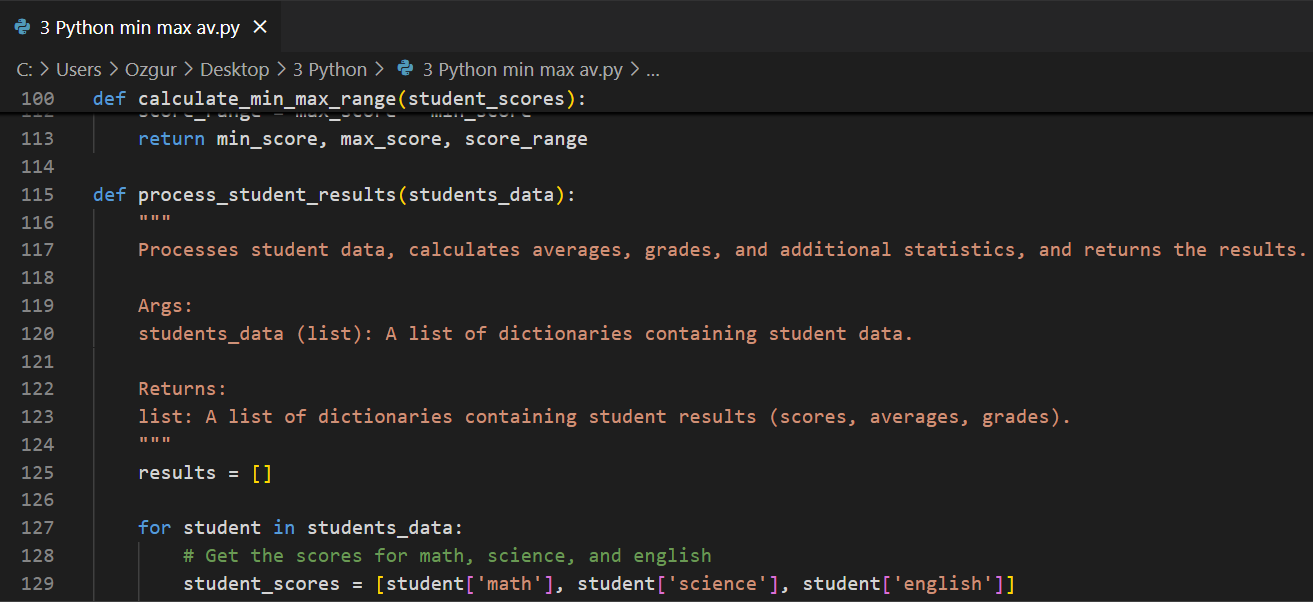 3 Python min max av.py ×
C: > Users > Ozgur > Desktop > 3 Python > 3 Python min max av.py > ...
100 def calculate_min_max_range(student_scores):
112 score_range = max_score - min_score
113 return min_score, max_score, score_range
114
115 def process_student_results(students_data):
116 """
117 Processes student data, calculates averages, grades, and additional statistics, and returns the results.
118
119 Args:
120 students_data (list): A list of dictionaries containing student data.
121
122 Returns:
123 list: A list of dictionaries containing student results (scores, averages, grades).
124 """
125 results = []
126
127 for student in students_data:
128 # Get the scores for math, science, and english
129 student_scores = [student['math'], student['science'], student['english']]